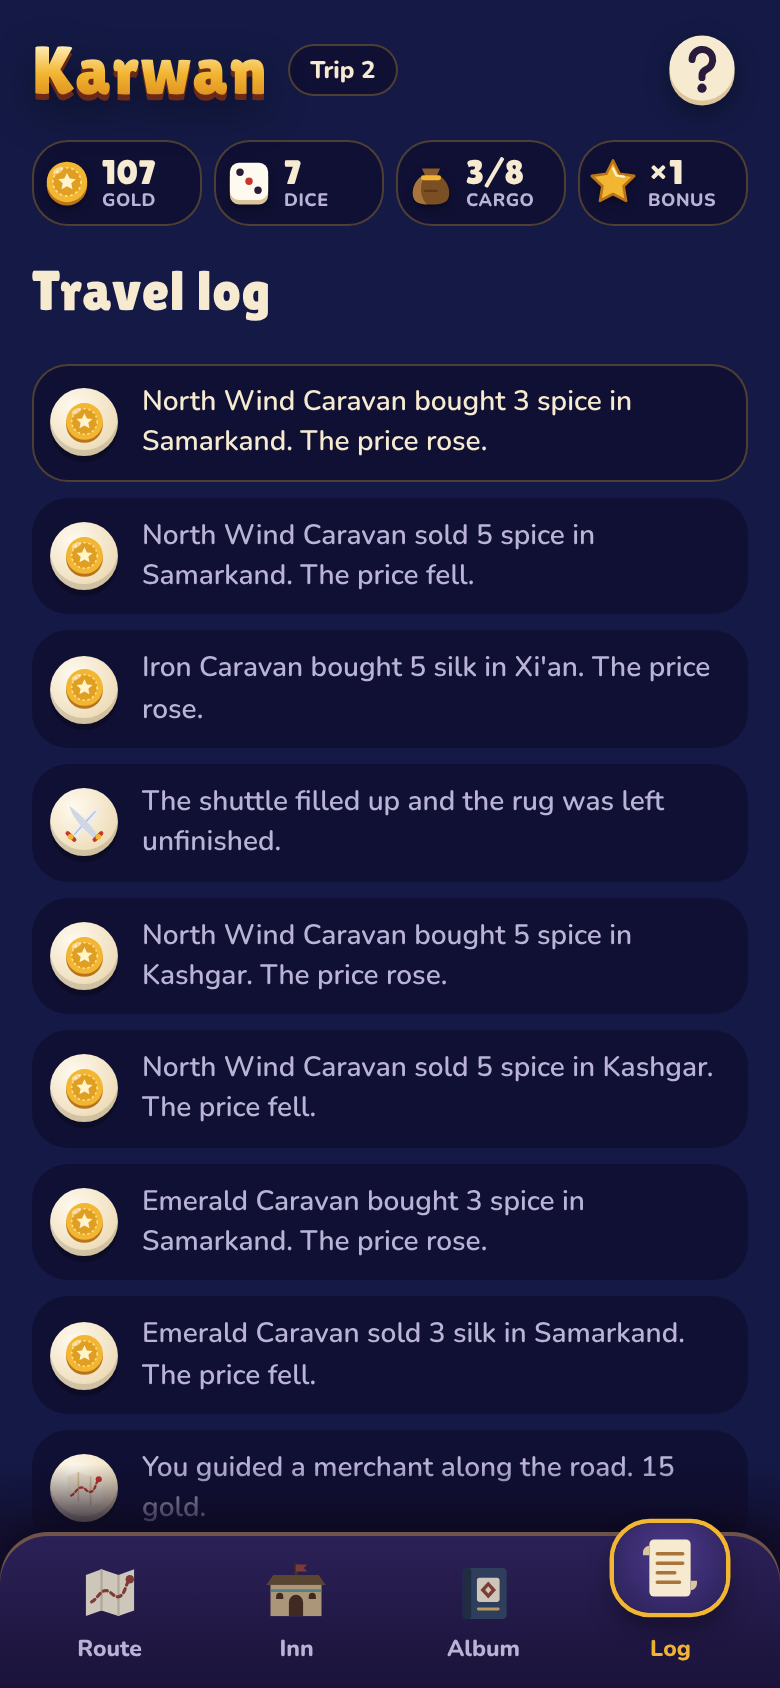 Karwan
Trip 2
?
107
GOLD
7
DICE
3/8
CARGO
×1
BONUS
Travel log
North Wind Caravan bought 3 spice in
Samarkand. The price rose.
North Wind Caravan sold 5 spice in
Samarkand. The price fell.
Iron Caravan bought 5 silk in Xi'an. The price
rose.
The shuttle filled up and the rug was left
unfinished.
North Wind Caravan bought 5 spice in
Kashgar. The price rose.
North Wind Caravan sold 5 spice in Kashgar.
The price fell.
Emerald Caravan bought 3 spice in
Samarkand. The price rose.
Emerald Caravan sold 3 silk in Samarkand.
The price fell.
You guided a merchant along the road. 15
gold.
Route
Inn
Album
Log